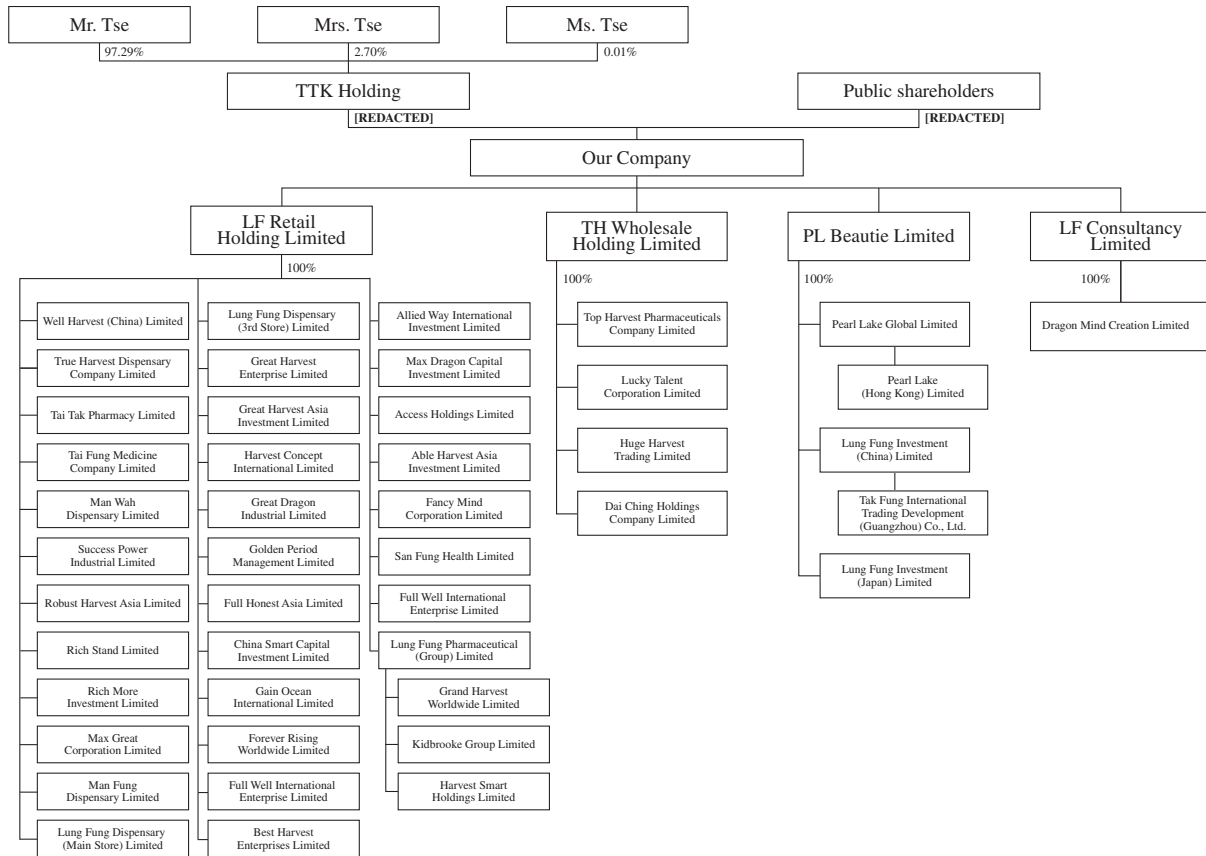 Mr. Tse
Mrs. Tse
Ms. Tse
97.29%
2.70%
0.01%
TTK Holding
Public shareholders
[REDACTED]
[REDACTED]
Our Company
LF Retail
Holding Limited
TH Wholesale
Holding Limited
PL Beautie Limited
LF Consultancy
Limited
100%
100%
100%
100%
Well Harvest (China) Limited
True Harvest Dispensary
Company Limited
Tai Tak Pharmacy Limited
Tai Fung Medicine
Company Limited
Man Wah
Dispensary Limited
Success Power
Industrial Limited
Robust Harvest Asia Limited
Rich Stand Limited
Rich More
Investment Limited
Max Great
Corporation Limited
Man Fung
Dispensary Limited
Lung Fung Dispensary
(Main Store) Limited
Lung Fung Dispensary
(3rd Store) Limited
Great Harvest
Enterprise Limited
Great Harvest Asia
Investment Limited
Harvest Concept
International Limited
Great Dragon
Industrial Limited
Golden Period
Management Limited
Full Honest Asia Limited
China Smart Capital
Investment Limited
Gain Ocean
International Limited
Forever Rising
Worldwide Limited
Full Well International
Enterprise Limited
Best Harvest
Enterprises Limited
Allied Way International
Investment Limited
Max Dragon Capital
Investment Limited
Access Holdings Limited
Able Harvest Asia
Investment Limited
Fancy Mind
Corporation Limited
San Fung Health Limited
Full Well International
Enterprise Limited
Lung Fung Pharmaceutical
(Group) Limited
Grand Harvest
Worldwide Limited
Kidbrooke Group Limited
Harvest Smart
Holdings Limited
Top Harvest Pharmaceuticals
Company Limited
Lucky Talent
Corporation Limited
Huge Harvest
Trading Limited
Dai Ching Holdings
Company Limited
Pearl Lake Global Limited
Pearl Lake
(Hong Kong) Limited
Lung Fung Investment
(China) Limited
Tak Fung International
Trading Development
(Guangzhou) Co., Ltd.
Lung Fung Investment
(Japan) Limited
Dragon Mind Creation Limited